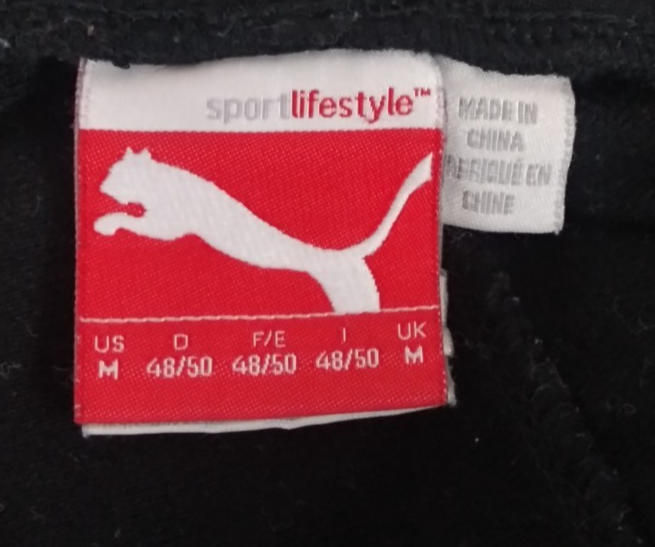 sportlifestyle™
MADE IN
CHINA
FABRIQUÉ EN
CHINE
US D F/E I UK
M 48/50 48/50 48/50 M